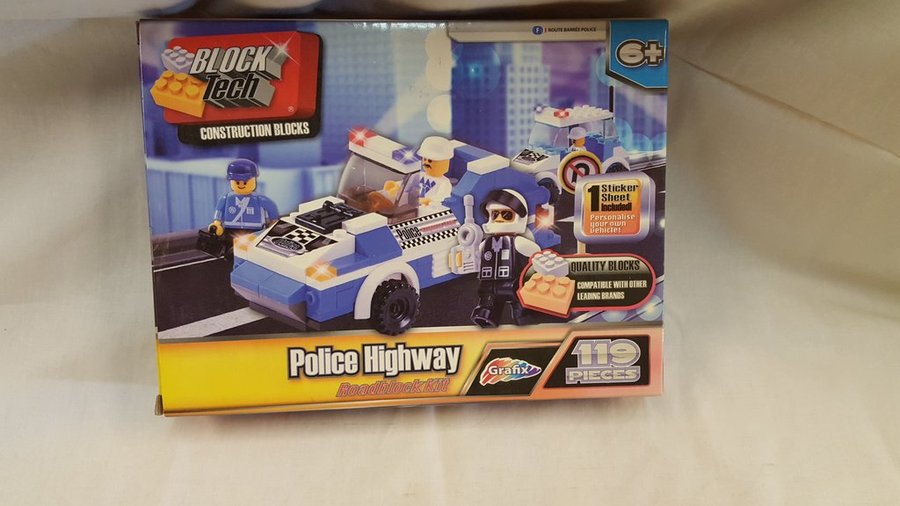 BLOCK
Tech
®
CONSTRUCTION BLOCKS
F ROUTE BARRÉE POLICE
6+
1 Sticker
Sheet
Included!
Personalise
your own
vehicle!
Police
QUALITY BLOCKS
COMPATIBLE WITH OTHER
LEADING BRANDS
Police Highway
Roadblock Kit
Grafix
119
PIECES